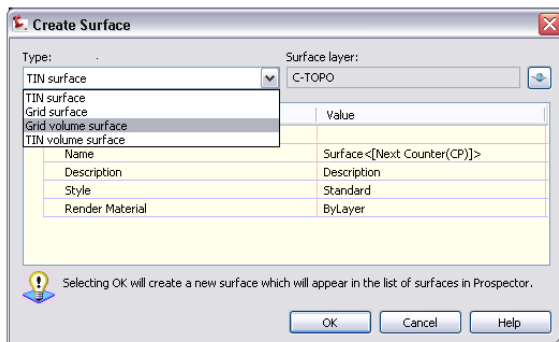 Create Surface
Type:
Surface layer:
TIN surface
C-TOPO
TIN surface
Grid surface
Grid volume surface
TIN volume surface
Value
Name
Surface<[Next Counter(CP)]>
Description
Description
Style
Standard
Render Material
ByLayer
Selecting OK will create a new surface which will appear in the list of surfaces in Prospector.
OK
Cancel
Help